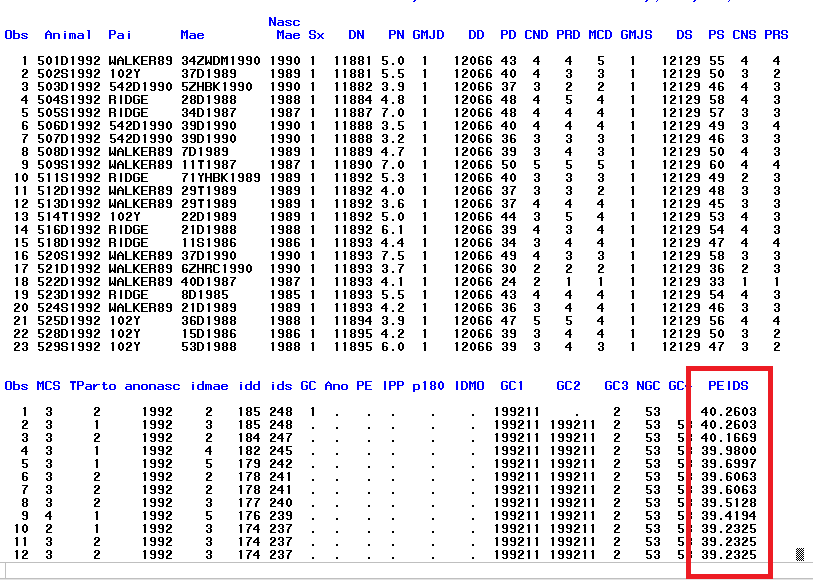 Nasc
Obs Animal Pai Mae Mae Sx DN PN GMJD DD PD CND PRD MCD GMJS DS PS CNS PRS
1 501D1992 WALKER89 34ZWDM1990 1990 1 11881 5.0 1 12066 43 4 4 5 1 12129 55 4 4
2 502S1992 102Y 37D1989 1989 1 11881 5.5 1 12066 40 4 3 3 1 12129 50 3 2
3 503D1992 542D1990 5ZHBK1990 1990 1 11882 3.9 1 12066 37 3 2 2 1 12129 46 4 3
4 504S1992 RIDGE 28D1988 1988 1 11884 4.8 1 12066 48 4 5 4 1 12129 58 4 3
5 505S1992 RIDGE 34D1987 1987 1 11887 7.0 1 12066 48 4 4 4 1 12129 57 3 3
6 506D1992 542D1990 39D1990 1990 1 11888 3.5 1 12066 40 4 4 4 1 12129 49 3 4
7 507D1992 542D1990 39D1990 1990 1 11888 3.2 1 12066 36 3 3 3 1 12129 46 3 3
8 508D1992 WALKER89 7D1989 1989 1 11889 4.7 1 12066 39 3 4 3 1 12129 50 4 3
9 509S1992 WALKER89 11T1987 1987 1 11890 7.0 1 12066 50 5 5 5 1 12129 60 4 4
10 511S1992 RIDGE 71YHBK1989 1989 1 11892 5.3 1 12066 40 3 3 3 1 12129 49 2 3
11 512D1992 WALKER89 29T1989 1989 1 11892 4.0 1 12066 37 3 3 2 1 12129 48 3 3
12 513D1992 WALKER89 29T1989 1989 1 11892 3.6 1 12066 37 4 4 4 1 12129 45 3 3
13 514T1992 102Y 22D1989 1989 1 11892 5.0 1 12066 44 3 5 4 1 12129 53 4 3
14 516D1992 RIDGE 21D1988 1988 1 11892 6.1 1 12066 39 4 3 4 1 12129 54 4 3
15 518D1992 RIDGE 11S1986 1986 1 11893 4.4 1 12066 34 3 4 4 1 12129 47 4 4
16 520S1992 WALKER89 37D1990 1990 1 11893 7.5 1 12066 49 4 3 3 1 12129 58 3 3
17 521D1992 WALKER89 6ZHRC1990 1990 1 11893 3.7 1 12066 30 2 2 2 1 12129 36 2 3
18 522D1992 WALKER89 40D1987 1987 1 11893 4.1 1 12066 24 2 1 1 1 12129 33 1 1
19 523D1992 RIDGE 8D1985 1985 1 11893 5.5 1 12066 43 4 4 4 1 12129 54 4 3
20 524S1992 WALKER89 21D1989 1989 1 11893 4.2 1 12066 36 3 4 4 1 12129 46 3 3
21 525D1992 102Y 36D1988 1988 1 11894 3.9 1 12066 47 5 5 4 1 12129 56 4 4
22 528D1992 102Y 15D1986 1986 1 11895 4.2 1 12066 39 3 4 4 1 12129 50 3 2
23 529S1992 102Y 53D1988 1988 1 11895 6.0 1 12066 39 3 4 3 1 12129 47 3 2
Obs MCS TParto anonasc idmae idd ids GC Ano PE IPP p180 IDMO GC1 GC2 GC3 NGC GC4 PEIDS
1 3 2 1992 2 185 248 1 . . . . . 199211 . 2 53 40.2603
2 3 1 1992 3 185 248 . . . . . . 199211 199211 2 53 40.2603
3 3 2 1992 2 184 247 . . . . . . 199211 199211 2 53 40.1669
4 3 1 1992 4 182 245 . . . . . . 199211 199211 2 53 39.9800
5 3 1 1992 5 179 242 . . . . . . 199211 199211 2 53 39.6997
6 3 2 1992 2 178 241 . . . . . . 199211 199211 2 53 39.6063
7 3 2 1992 2 178 241 . . . . . . 199211 199211 2 53 39.6063
8 3 2 1992 3 177 240 . . . . . . 199211 199211 2 53 39.5128
9 4 1 1992 5 176 239 . . . . . . 199211 199211 2 53 39.4194
10 2 1 1992 3 174 237 . . . . . . 199211 199211 2 53 39.2325
11 3 2 1992 3 174 237 . . . . . . 199211 199211 2 53 39.2325
12 3 2 1992 3 174 237 . . . . . . 199211 199211 2 53 39.2325